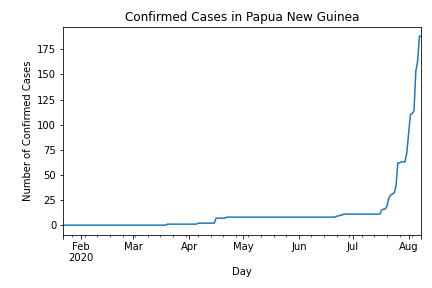 Confirmed Cases in Papua New Guinea
Number of Confirmed Cases
175
150
125
100
75
50
25
0
Feb Mar Apr May Jun Jul Aug
2020
Day